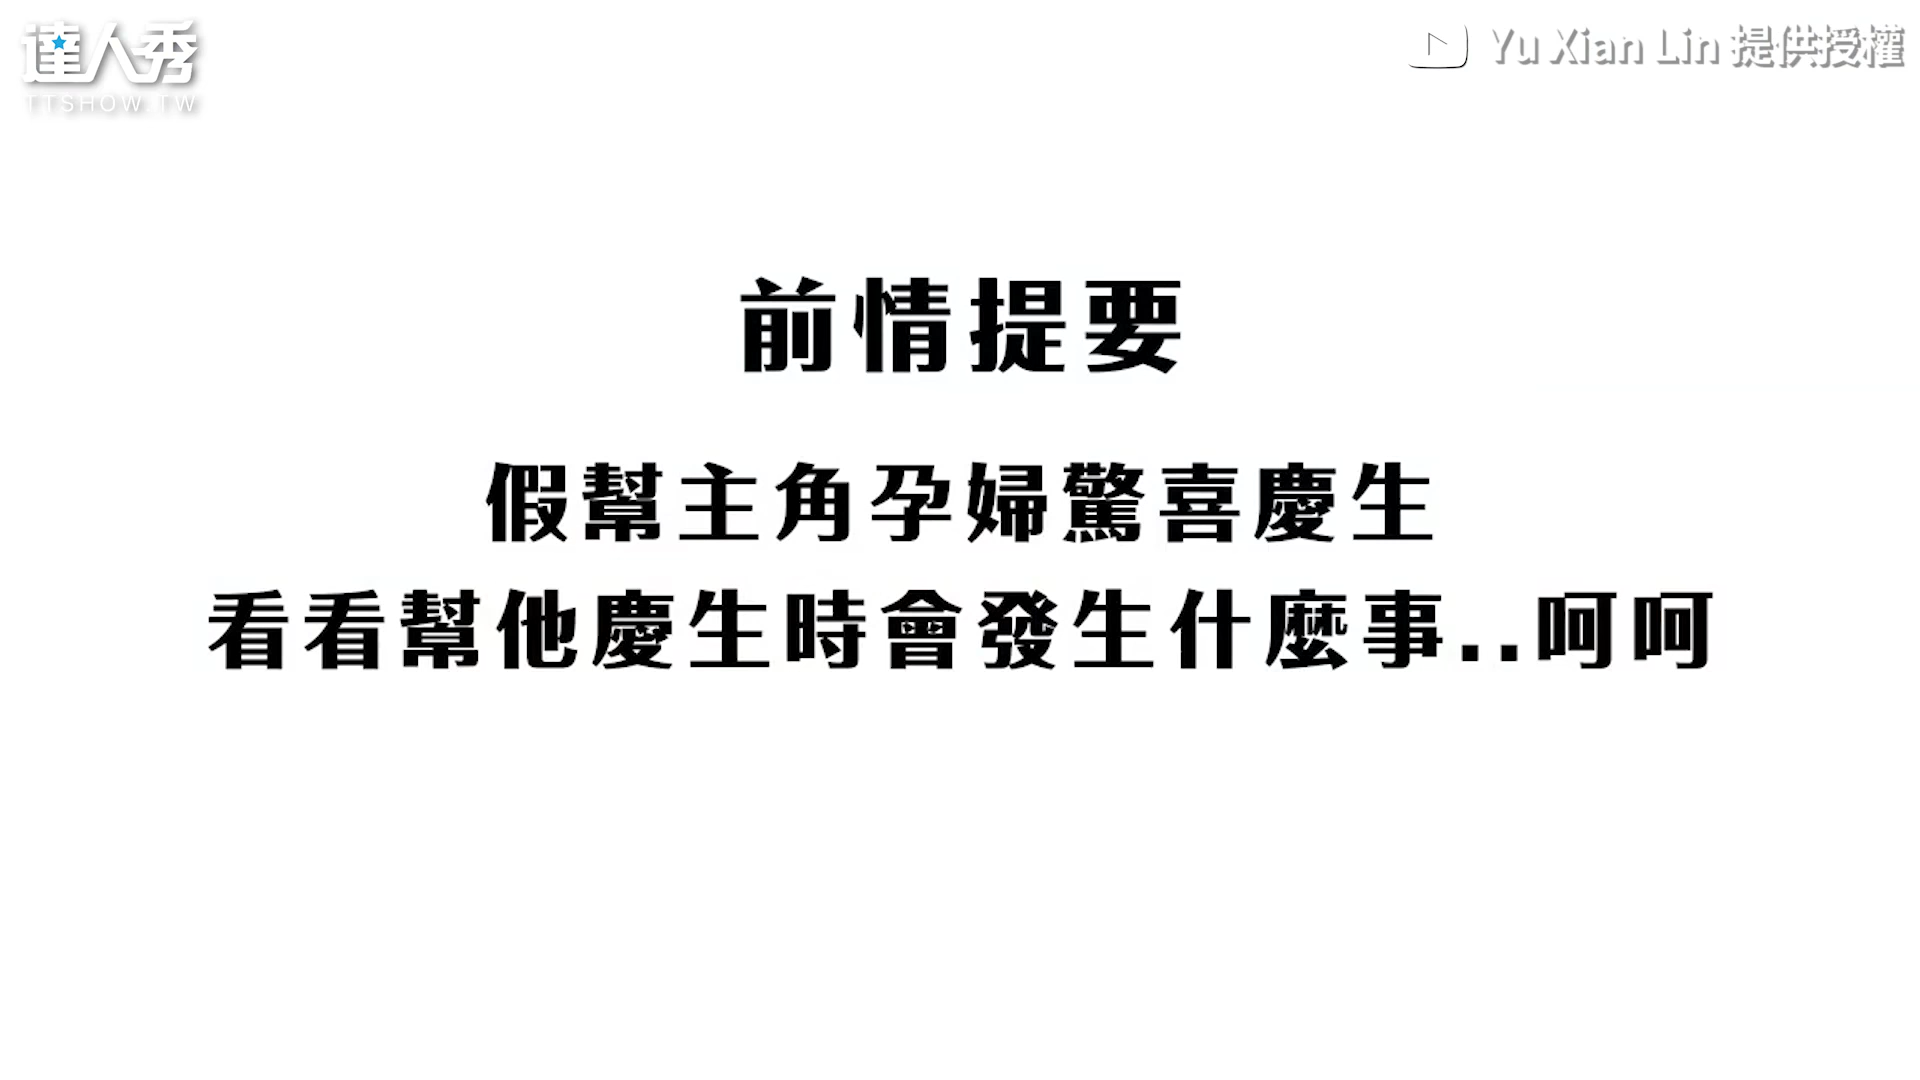 達人秀
TTSHOW.TW
Yu Xian Lin 提供授權
前情提要
假幫主角孕婦驚喜慶生
看看幫他慶生時會發生什麼事..呵呵